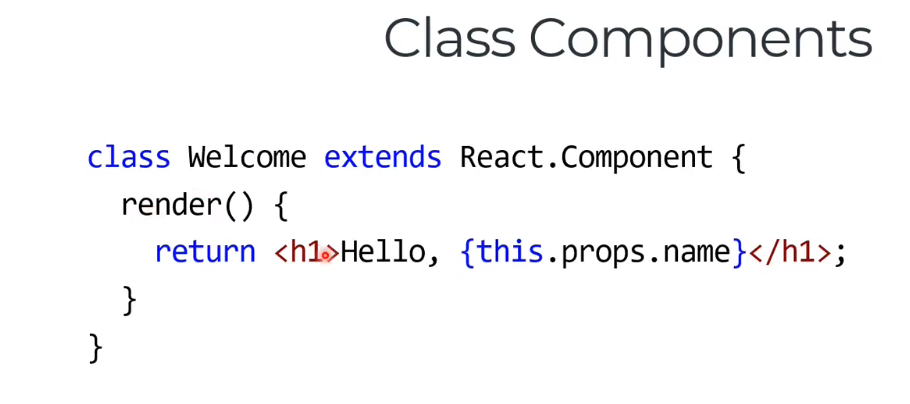 Class Components
class Welcome extends React.Component {
  render() {
    return <h1>Hello, {this.props.name}</h1>;
  }
}